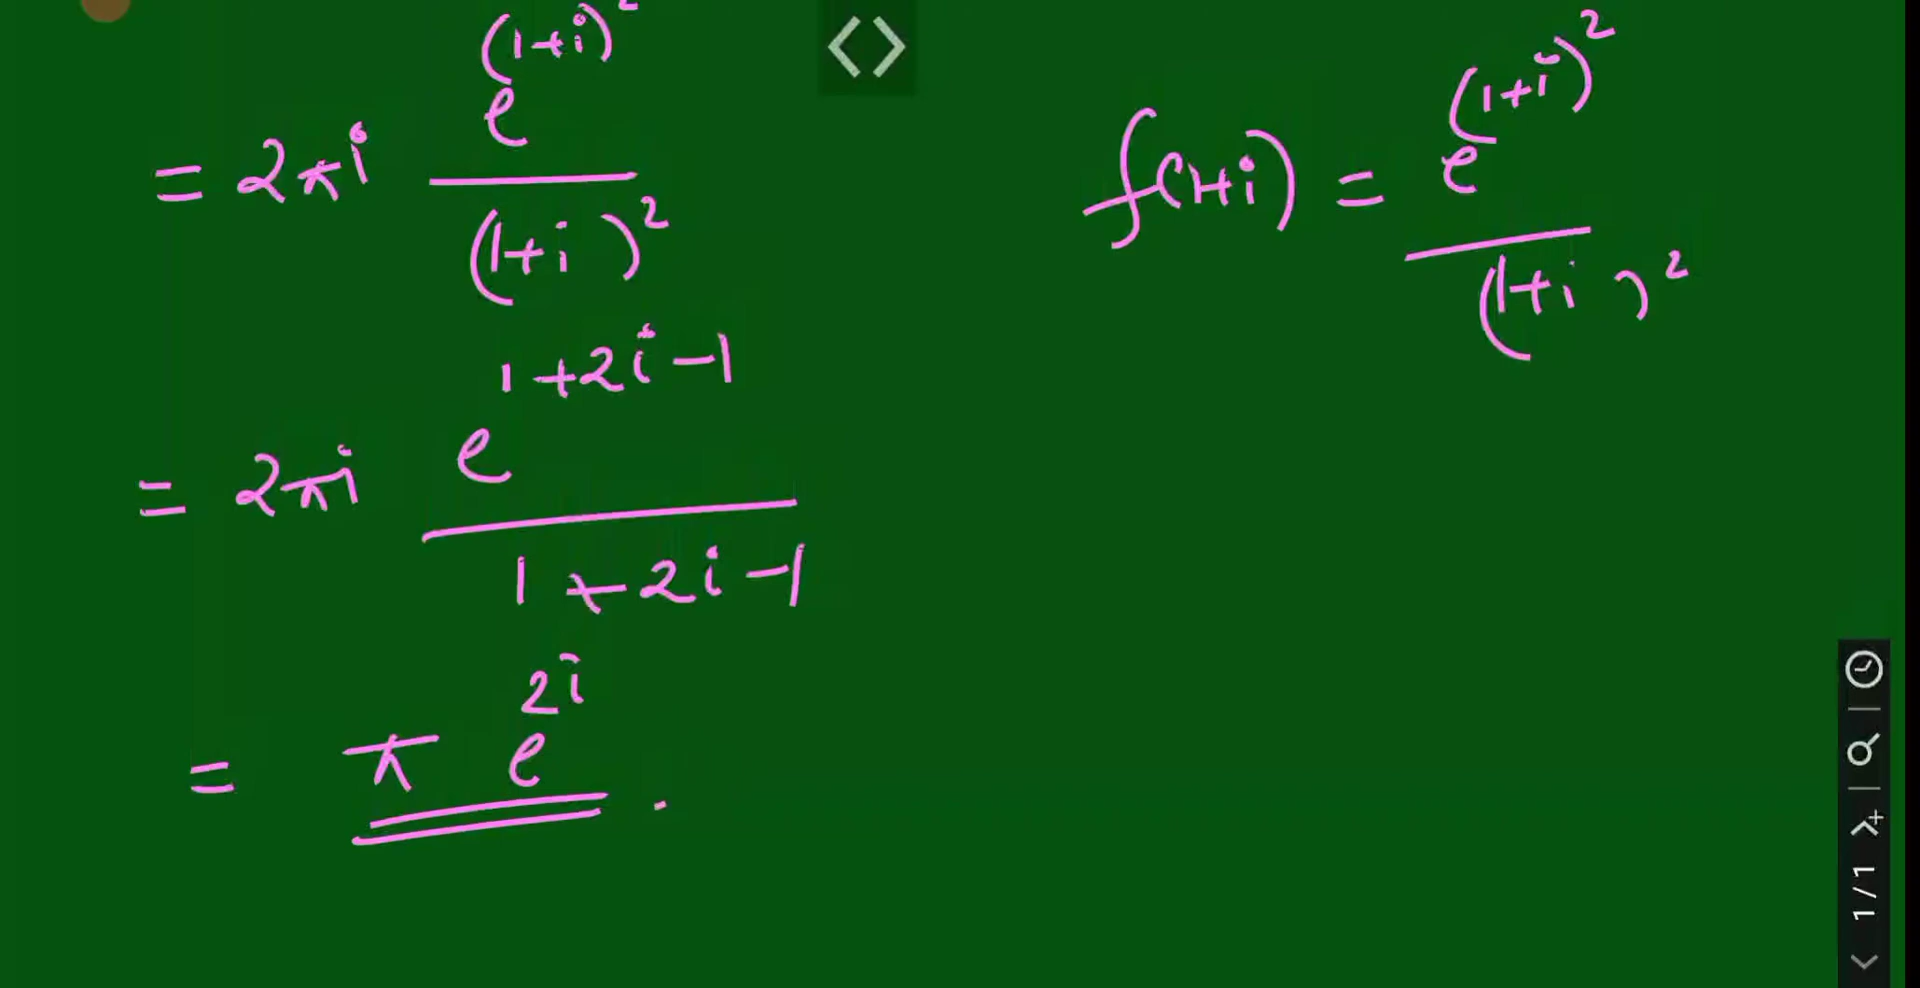 = 2πi e^{(1+i)^2} / (1+i)^2
f(1+i) = e^{(1+i)^2} / (1+i)^2
= 2πi e^{1+2i-1} / 1+2i-1
= π e^{2i}.
1/1